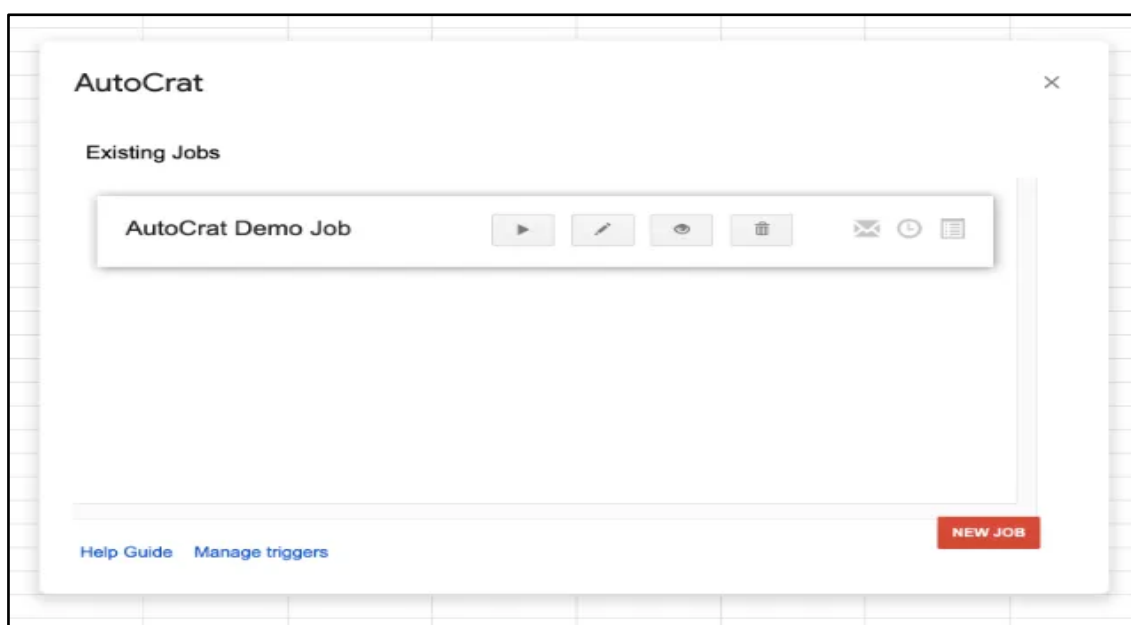 AutoCrat
Existing Jobs
AutoCrat Demo Job
NEW JOB
Help Guide Manage triggers